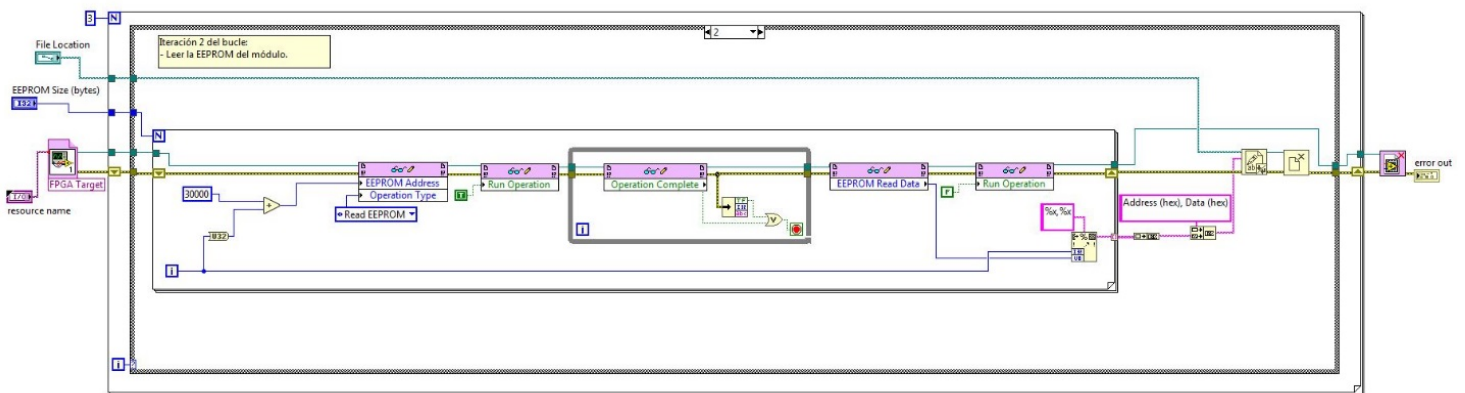 3
N
2
File Location
Iteración 2 del bucle:
- Leer la EEPROM del módulo.
EEPROM Size (bytes)
I32
N
FPGA Target
I/O
resource name
30000
U32
i
EEPROM Address
Operation Type
Read EEPROM
Run Operation
T
Operation Complete
i
EEPROM Read Data
Run Operation
F
%x,%x
Address (hex), Data (hex)
error out
i